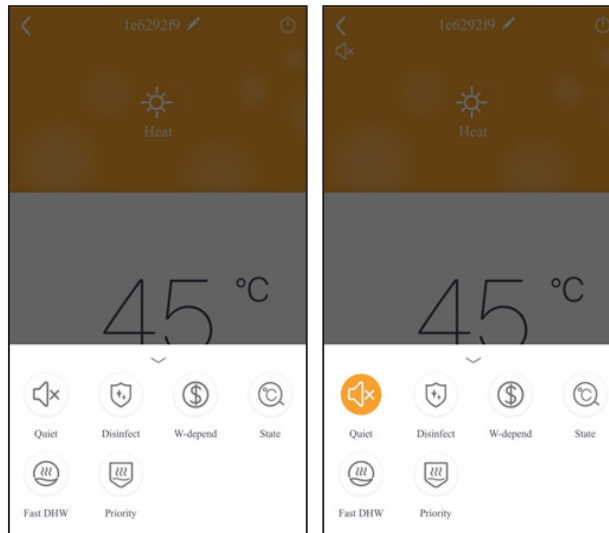 1e6292f9
Heat
45 °C
Quiet
Disinfect
W-depend
State
Fast DHW
Priority
1e6292f9
Heat
45 °C
Quiet
Disinfect
W-depend
State
Fast DHW
Priority